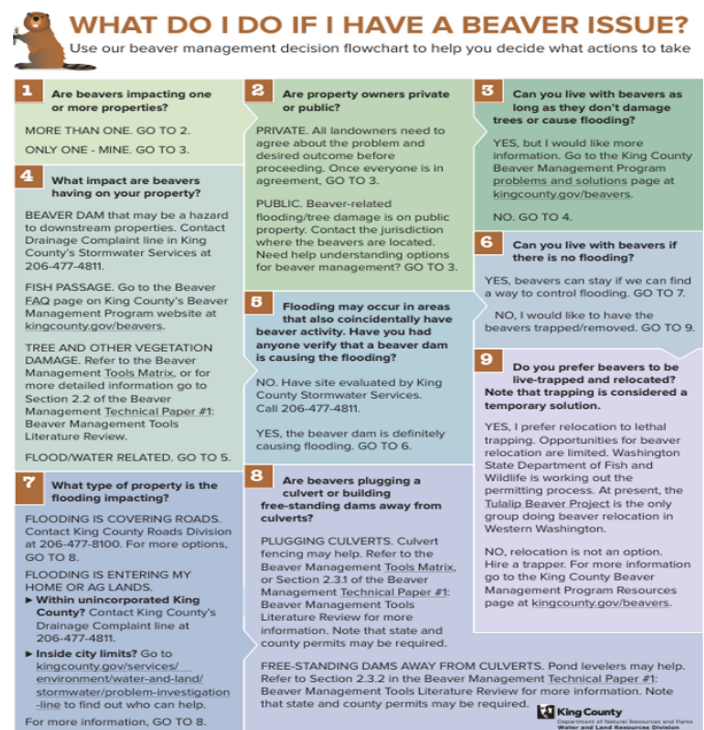 WHAT DO I DO IF I HAVE A BEAVER ISSUE?
Use our beaver management decision flowchart to help you decide what actions to take
1
Are beavers impacting one
or more properties?
MORE THAN ONE. GO TO 2.
ONLY ONE - MINE. GO TO 3.
2
Are property owners private
or public?
PRIVATE. All landowners need to
agree about the problem and
desired outcome before
proceeding. Once everyone is in
agreement, GO TO 3.
PUBLIC. Beaver-related
flooding/tree damage is on public
property. Contact the jurisdiction
where the beavers are located.
Need help understanding options
for beaver management? GO TO 3.
3
Can you live with beavers as
long as they don't damage
trees or cause flooding?
YES, but I would like more
information. Go to the King County
Beaver Management Program
problems and solutions page at
kingcounty.gov/beavers.
NO. GO TO 4.
4
What impact are beavers
having on your property?
BEAVER DAM that may be a hazard
to downstream properties. Contact
Drainage Complaint line in King
County's Stormwater Services at
206-477-4811.
FISH PASSAGE. Go to the Beaver
FAQ page on King County's Beaver
Management Program website at
kingcounty.gov/beavers.
TREE AND OTHER VEGETATION
DAMAGE. Refer to the Beaver
Management Tools Matrix, or for
more detailed information go to
Section 2.2 of the Beaver
Management Technical Paper #1:
Beaver Management Tools
Literature Review.
FLOOD/WATER RELATED. GO TO 5.
5
Flooding may occur in areas
that also coincidentally have
beaver activity. Have you had
anyone verify that a beaver dam
is causing the flooding?
NO. Have site evaluated by King
County Stormwater Services.
Call 206-477-4811.
YES, the beaver dam is definitely
causing flooding. GO TO 6.
6
Can you live with beavers if
there is no flooding?
YES, beavers can stay if we can find
a way to control flooding. GO TO 7.
NO, I would like to have the
beavers trapped/removed. GO TO 9.
7
What type of property is the
flooding impacting?
FLOODING IS COVERING ROADS.
Contact King County Roads Division
at 206-477-8100. For more options,
GO TO 8.
FLOODING IS ENTERING MY
HOME OR AG LANDS.
► Within unincorporated King
County? Contact King County's
Drainage Complaint line at
206-477-4811.
► Inside city limits? Go to
kingcounty.gov/services/
environment/water-and-land/
stormwater/problem-investigation
-line to find out who can help.
For more information, GO TO 8.
8
Are beavers plugging a
culvert or building
free-standing dams away from
culverts?
PLUGGING CULVERTS. Culvert
fencing may help. Refer to the
Beaver Management Tools Matrix,
or Section 2.3.1 of the Beaver
Management Technical Paper #1:
Beaver Management Tools
Literature Review for more
information. Note that state and
county permits may be required.
FREE-STANDING DAMS AWAY FROM CULVERTS. Pond levelers may help.
Refer to Section 2.3.2 in the Beaver Management Technical Paper #1:
Beaver Management Tools Literature Review for more information. Note
that state and county permits may be required.
9
Do you prefer beavers to be
live-trapped and relocated?
Note that trapping is considered a
temporary solution.
YES, I prefer relocation to lethal
trapping. Opportunities for beaver
relocation are limited. Washington
State Department of Fish and
Wildlife is working out the
permitting process. At present, the
Tulalip Beaver Project is the only
group doing beaver relocation in
Western Washington.
NO, relocation is not an option.
Hire a trapper. For more information
go to the King County Beaver
Management Program Resources
page at kingcounty.gov/beavers.
King County
Department of Natural Resources and Parks
Water and Land Resources Division